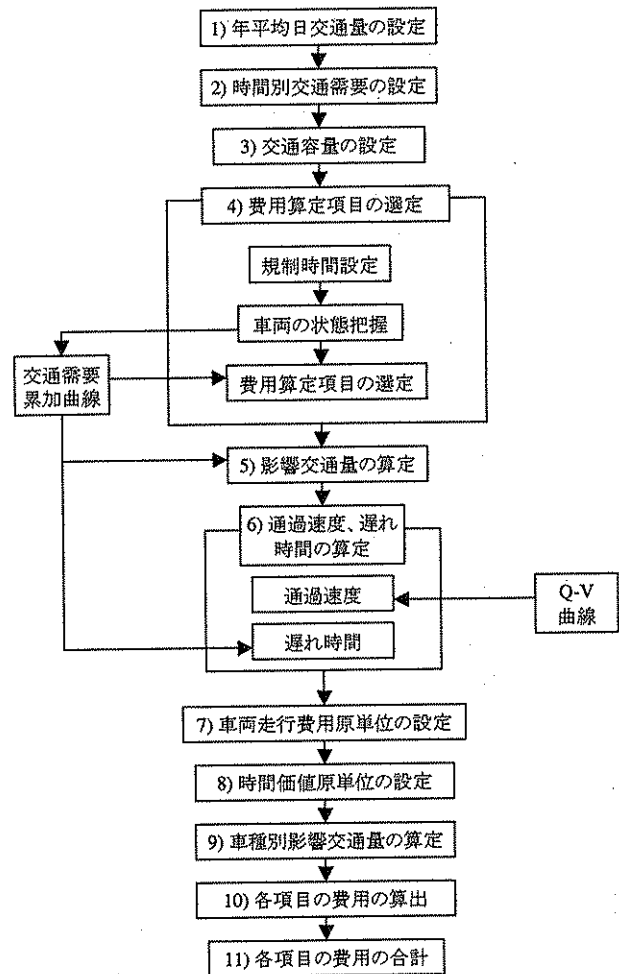 1) 年平均日交通量の設定
2) 時間別交通需要の設定
3) 交通容量の設定
4) 費用算定項目の選定
規制時間設定
車両の状態把握
交通需要
累加曲線
費用算定項目の選定
5) 影響交通量の算定
6) 通過速度、遅れ
時間の算定
通過速度
Q-V
曲線
遅れ時間
7) 車両走行費用原単位の設定
8) 時間価値原単位の設定
9) 車種別影響交通量の算定
10) 各項目の費用の算出
11) 各項目の費用の合計